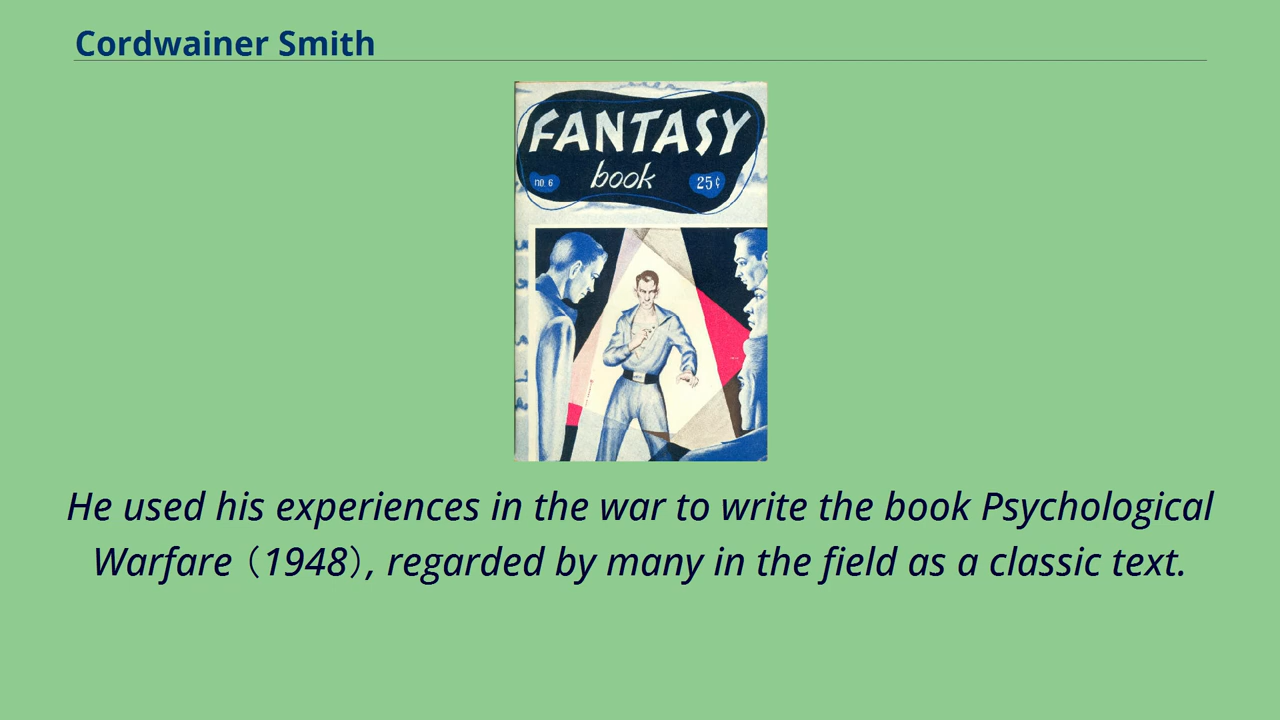 Cordwainer Smith
FANTASY
book
no. 6
25¢
He used his experiences in the war to write the book Psychological
Warfare（1948）, regarded by many in the field as a classic text.